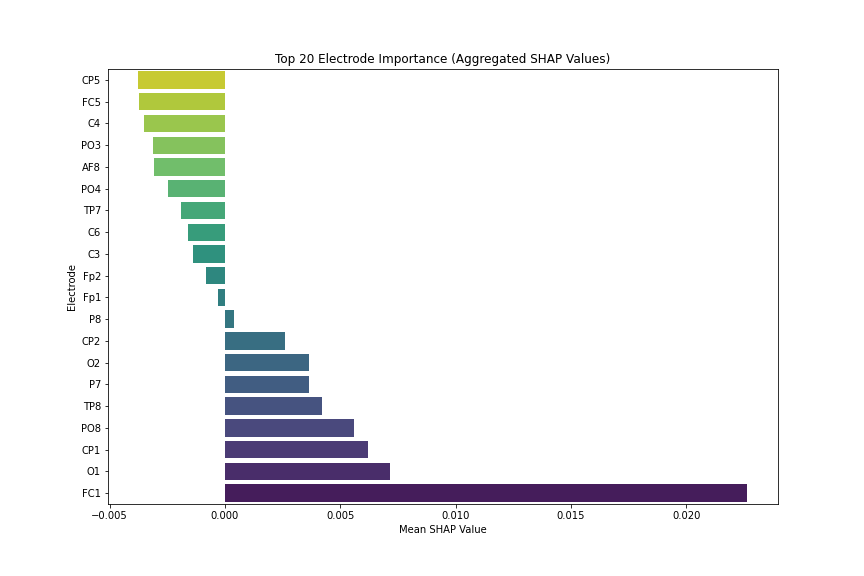 Top 20 Electrode Importance (Aggregated SHAP Values)
Electrode
CP5
FC5
C4
PO3
AF8
PO4
TP7
C6
C3
Fp2
Fp1
P8
CP2
O2
P7
TP8
PO8
CP1
O1
FC1
−0.005 0.000 0.005 0.010 0.015 0.020
Mean SHAP Value